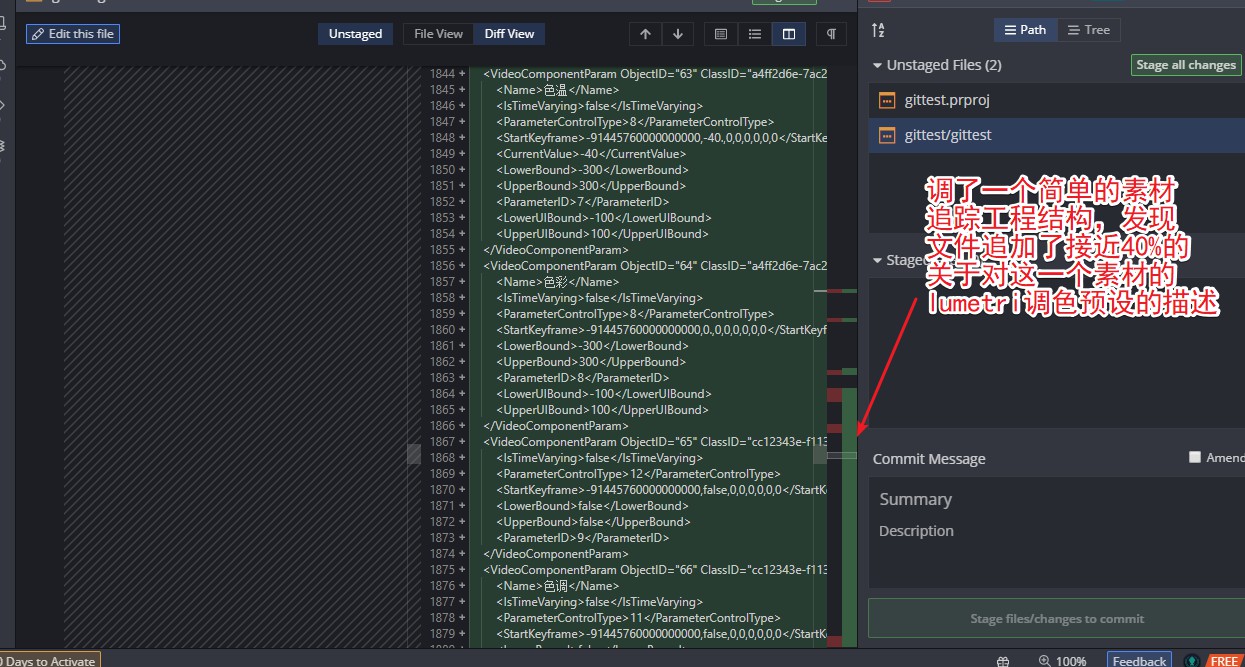 Edit this file
Unstaged
File View
Diff View
Path
Tree
Unstaged Files (2)
Stage all changes
gittest.prproj
gittest/gittest
调了一个简单的素材
追踪工程结构，发现
文件追加了接近40%的
关于对这一个素材的
lumetri调色预设的描述
Staged
1844 + <VideoComponentParam ObjectID="63" ClassID="a4ff2d6e-7ac2
1845 + <Name>色温</Name>
1846 + <IsTimeVarying>false</IsTimeVarying>
1847 + <ParameterControlType>8</ParameterControlType>
1848 + <StartKeyframe>-91445760000000000,-40.,0,0,0,0,0,0</StartKe
1849 + <CurrentValue>-40</CurrentValue>
1850 + <LowerBound>-300</LowerBound>
1851 + <UpperBound>300</UpperBound>
1852 + <ParameterID>7</ParameterID>
1853 + <LowerUIBound>-100</LowerUIBound>
1854 + <UpperUIBound>100</UpperUIBound>
1855 + </VideoComponentParam>
1856 + <VideoComponentParam ObjectID="64" ClassID="a4ff2d6e-7ac2
1857 + <Name>色彩</Name>
1858 + <IsTimeVarying>false</IsTimeVarying>
1859 + <ParameterControlType>8</ParameterControlType>
1860 + <StartKeyframe>-91445760000000000,0.,0,0,0,0,0,0</StartKeyf
1861 + <LowerBound>-300</LowerBound>
1862 + <UpperBound>300</UpperBound>
1863 + <ParameterID>8</ParameterID>
1864 + <LowerUIBound>-100</LowerUIBound>
1865 + <UpperUIBound>100</UpperUIBound>
1866 + </VideoComponentParam>
1867 + <VideoComponentParam ObjectID="65" ClassID="cc12343e-f113
1868 + <IsTimeVarying>false</IsTimeVarying>
1869 + <ParameterControlType>12</ParameterControlType>
1870 + <StartKeyframe>-91445760000000000,false,0,0,0,0,0,0</StartK
1871 + <LowerBound>false</LowerBound>
1872 + <UpperBound>false</UpperBound>
1873 + <ParameterID>9</ParameterID>
1874 + </VideoComponentParam>
1875 + <VideoComponentParam ObjectID="66" ClassID="cc12343e-f113
1876 + <Name>色调</Name>
1877 + <IsTimeVarying>false</IsTimeVarying>
1878 + <ParameterControlType>11</ParameterControlType>
1879 + <StartKeyframe>-91445760000000000,false,0,0,0,0,0,0</StartK
Commit Message
Amend
Summary
Description
Stage files/changes to commit
0 Days to Activate
100%
Feedback
FREE